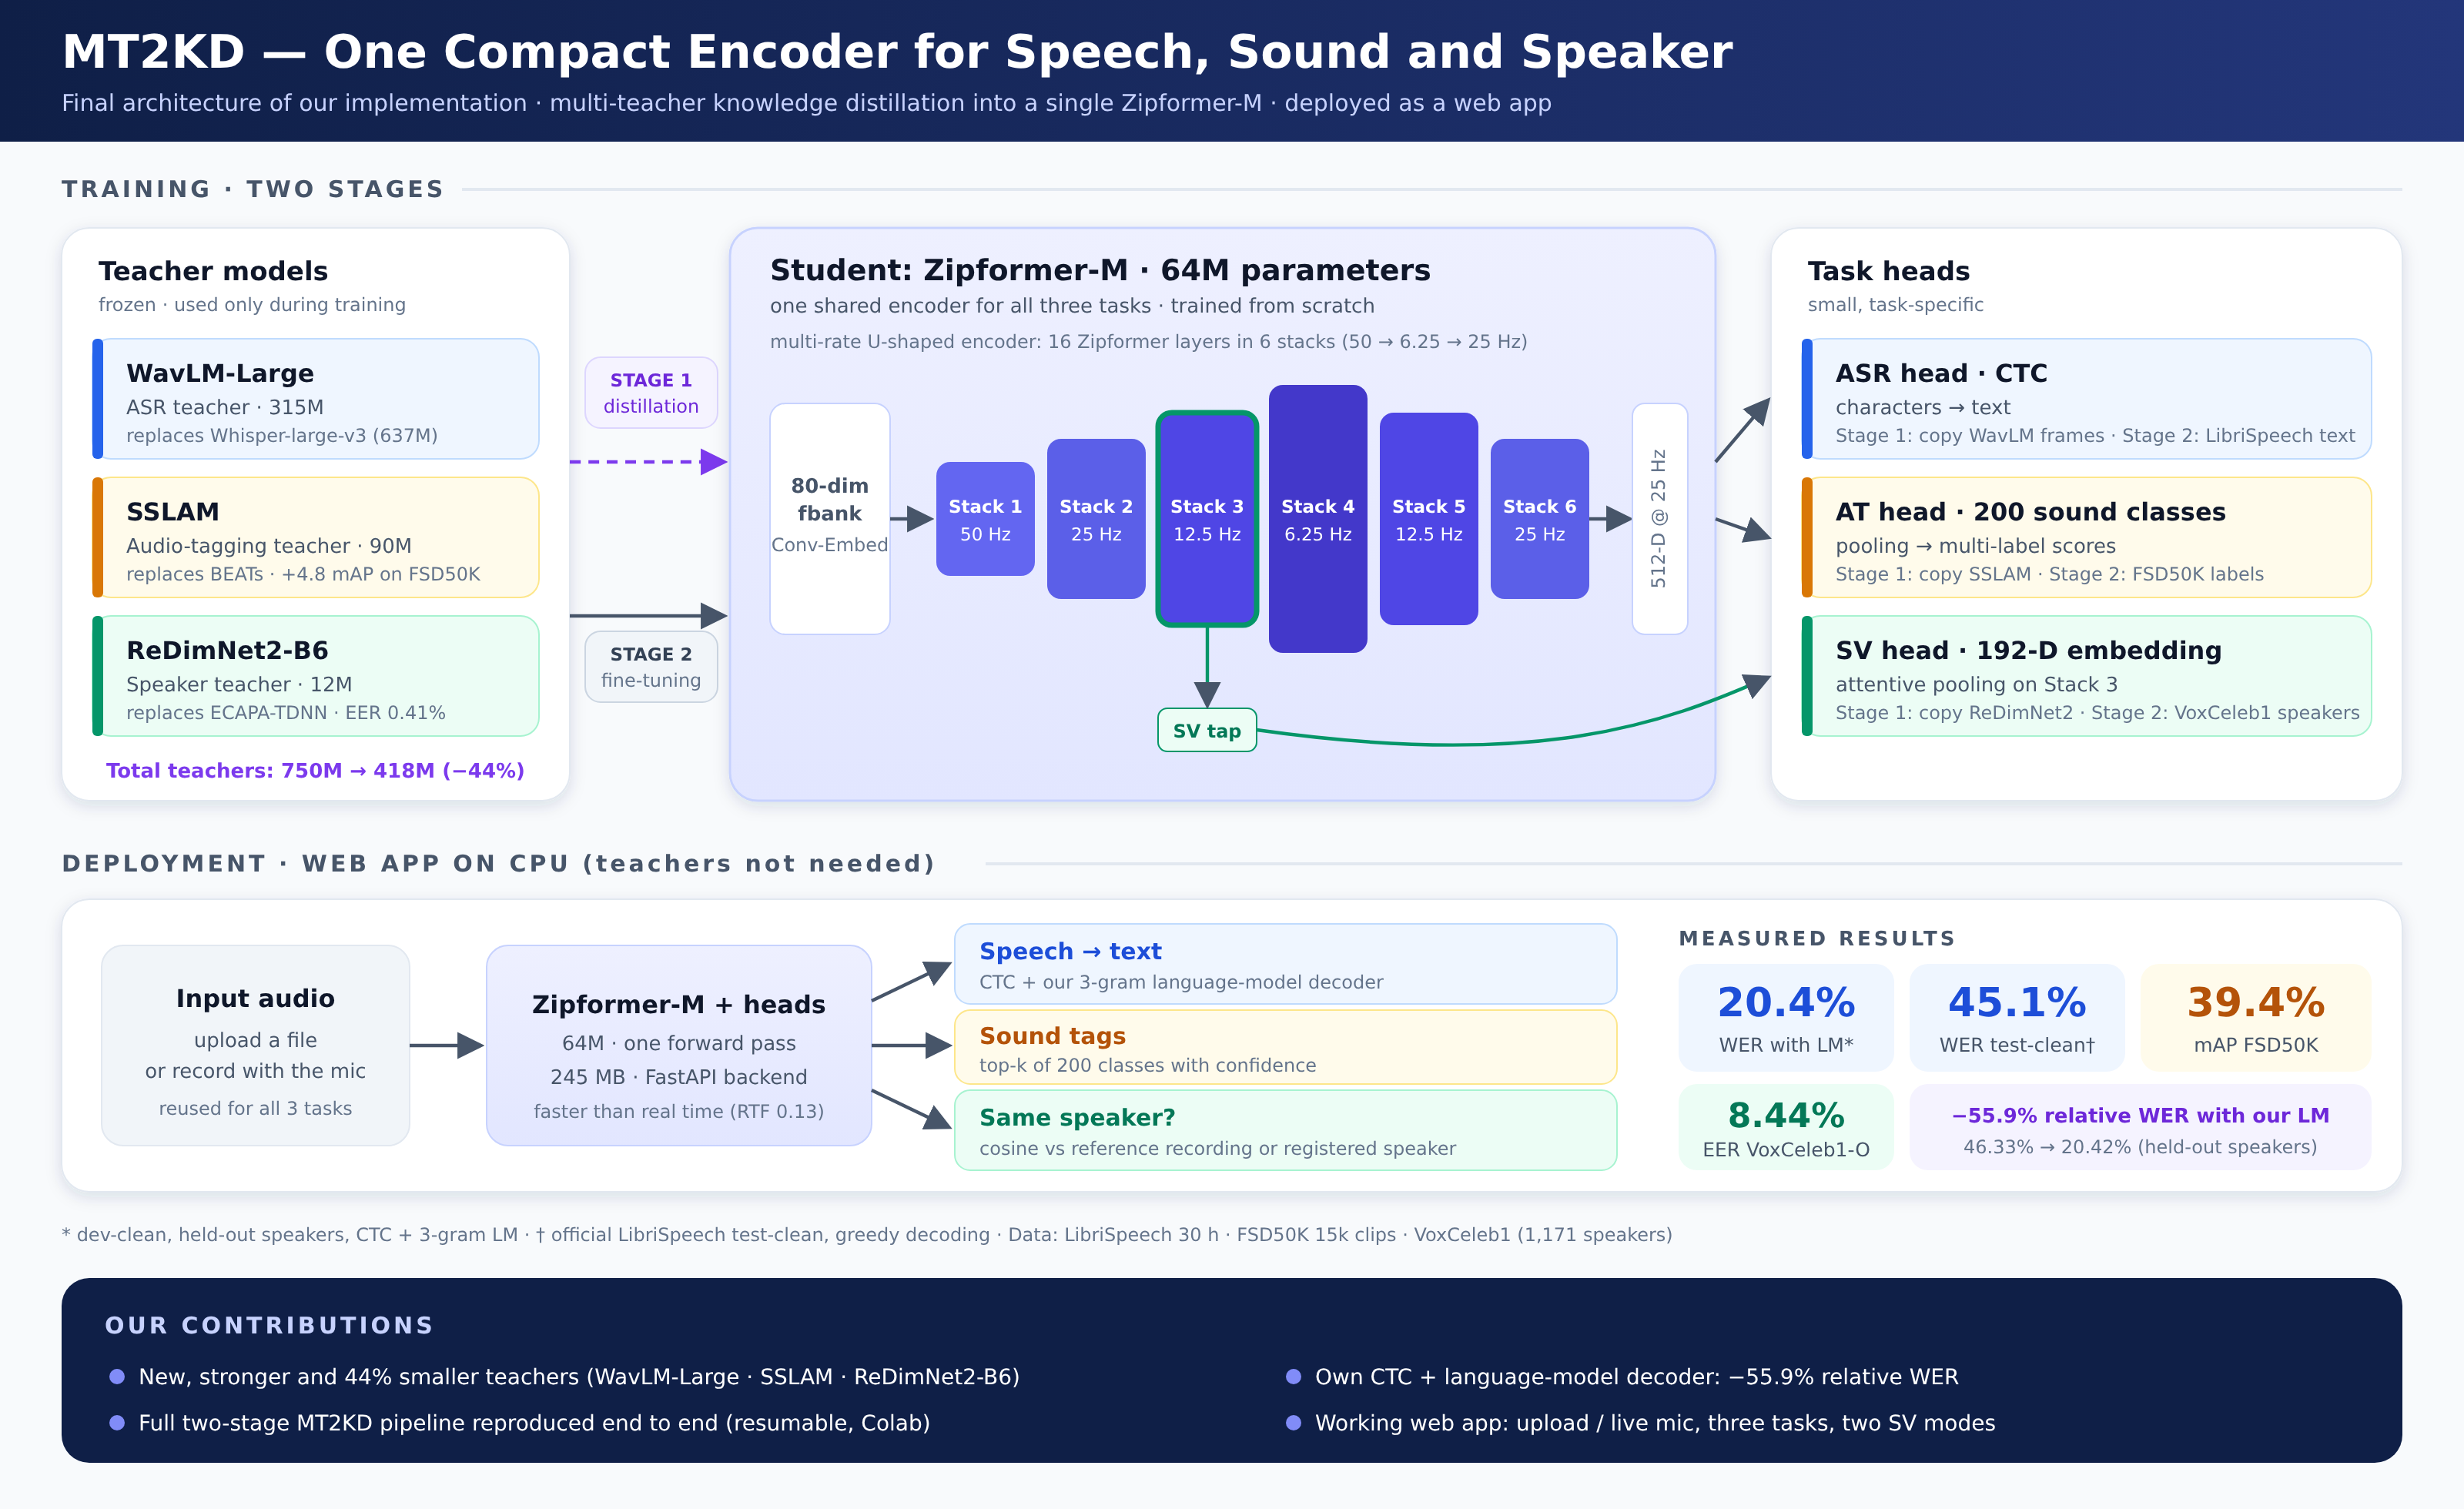 MT2KD — One Compact Encoder for Speech, Sound and Speaker
Final architecture of our implementation · multi-teacher knowledge distillation into a single Zipformer-M · deployed as a web app
TRAINING · TWO STAGES
Teacher models
frozen · used only during training
WavLM-Large
ASR teacher · 315M
replaces Whisper-large-v3 (637M)
SSLAM
Audio-tagging teacher · 90M
replaces BEATs · +4.8 mAP on FSD50K
ReDimNet2-B6
Speaker teacher · 12M
replaces ECAPA-TDNN · EER 0.41%
Total teachers: 750M → 418M (−44%)
STAGE 1
distillation
STAGE 2
fine-tuning
Student: Zipformer-M · 64M parameters
one shared encoder for all three tasks · trained from scratch
multi-rate U-shaped encoder: 16 Zipformer layers in 6 stacks (50 → 6.25 → 25 Hz)
80-dim
fbank
Conv-Embed
Stack 1
50 Hz
Stack 2
25 Hz
Stack 3
12.5 Hz
Stack 4
6.25 Hz
Stack 5
12.5 Hz
Stack 6
25 Hz
512-D @ 25 Hz
SV tap
Task heads
small, task-specific
ASR head · CTC
characters → text
Stage 1: copy WavLM frames · Stage 2: LibriSpeech text
AT head · 200 sound classes
pooling → multi-label scores
Stage 1: copy SSLAM · Stage 2: FSD50K labels
SV head · 192-D embedding
attentive pooling on Stack 3
Stage 1: copy ReDimNet2 · Stage 2: VoxCeleb1 speakers
DEPLOYMENT · WEB APP ON CPU (teachers not needed)
Input audio
upload a file
or record with the mic
reused for all 3 tasks
Zipformer-M + heads
64M · one forward pass
245 MB · FastAPI backend
faster than real time (RTF 0.13)
Speech → text
CTC + our 3-gram language-model decoder
Sound tags
top-k of 200 classes with confidence
Same speaker?
cosine vs reference recording or registered speaker
MEASURED RESULTS
20.4%
WER with LM*
45.1%
WER test-clean†
39.4%
mAP FSD50K
8.44%
EER VoxCeleb1-O
−55.9% relative WER with our LM
46.33% → 20.42% (held-out speakers)
* dev-clean, held-out speakers, CTC + 3-gram LM · † official LibriSpeech test-clean, greedy decoding · Data: LibriSpeech 30 h · FSD50K 15k clips · VoxCeleb1 (1,171 speakers)
OUR CONTRIBUTIONS
New, stronger and 44% smaller teachers (WavLM-Large · SSLAM · ReDimNet2-B6)
Full two-stage MT2KD pipeline reproduced end to end (resumable, Colab)
Own CTC + language-model decoder: −55.9% relative WER
Working web app: upload / live mic, three tasks, two SV modes